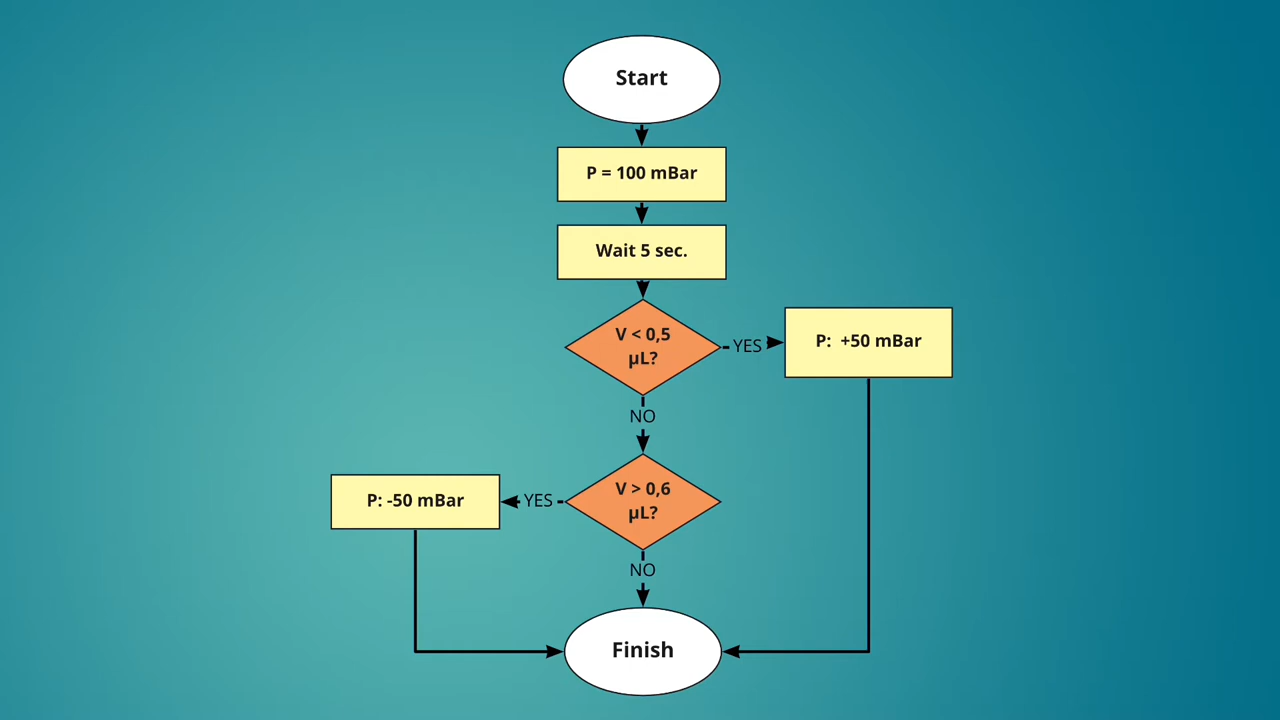 Start
P = 100 mBar
Wait 5 sec.
V < 0,5
µL?
YES
P:  +50 mBar
NO
V > 0,6
µL?
YES
P: -50 mBar
NO
Finish